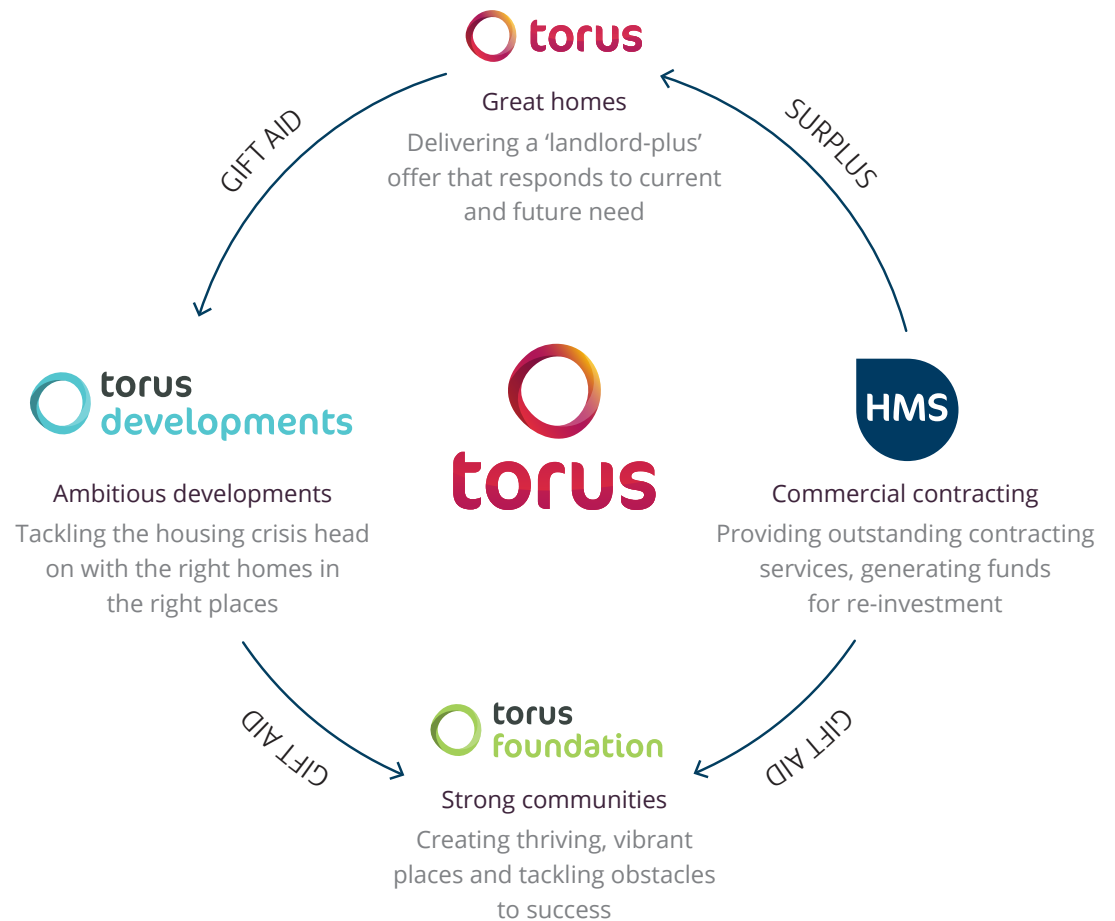 torus
Great homes
Delivering a ‘landlord-plus’
offer that responds to current
and future need
GIFT AID
SURPLUS
torus
developments
Ambitious developments
Tackling the housing crisis head
on with the right homes in
the right places
torus
HMS
Commercial contracting
Providing outstanding contracting
services, generating funds
for re-investment
GIFT AID
GIFT AID
torus
foundation
Strong communities
Creating thriving, vibrant
places and tackling obstacles
to success